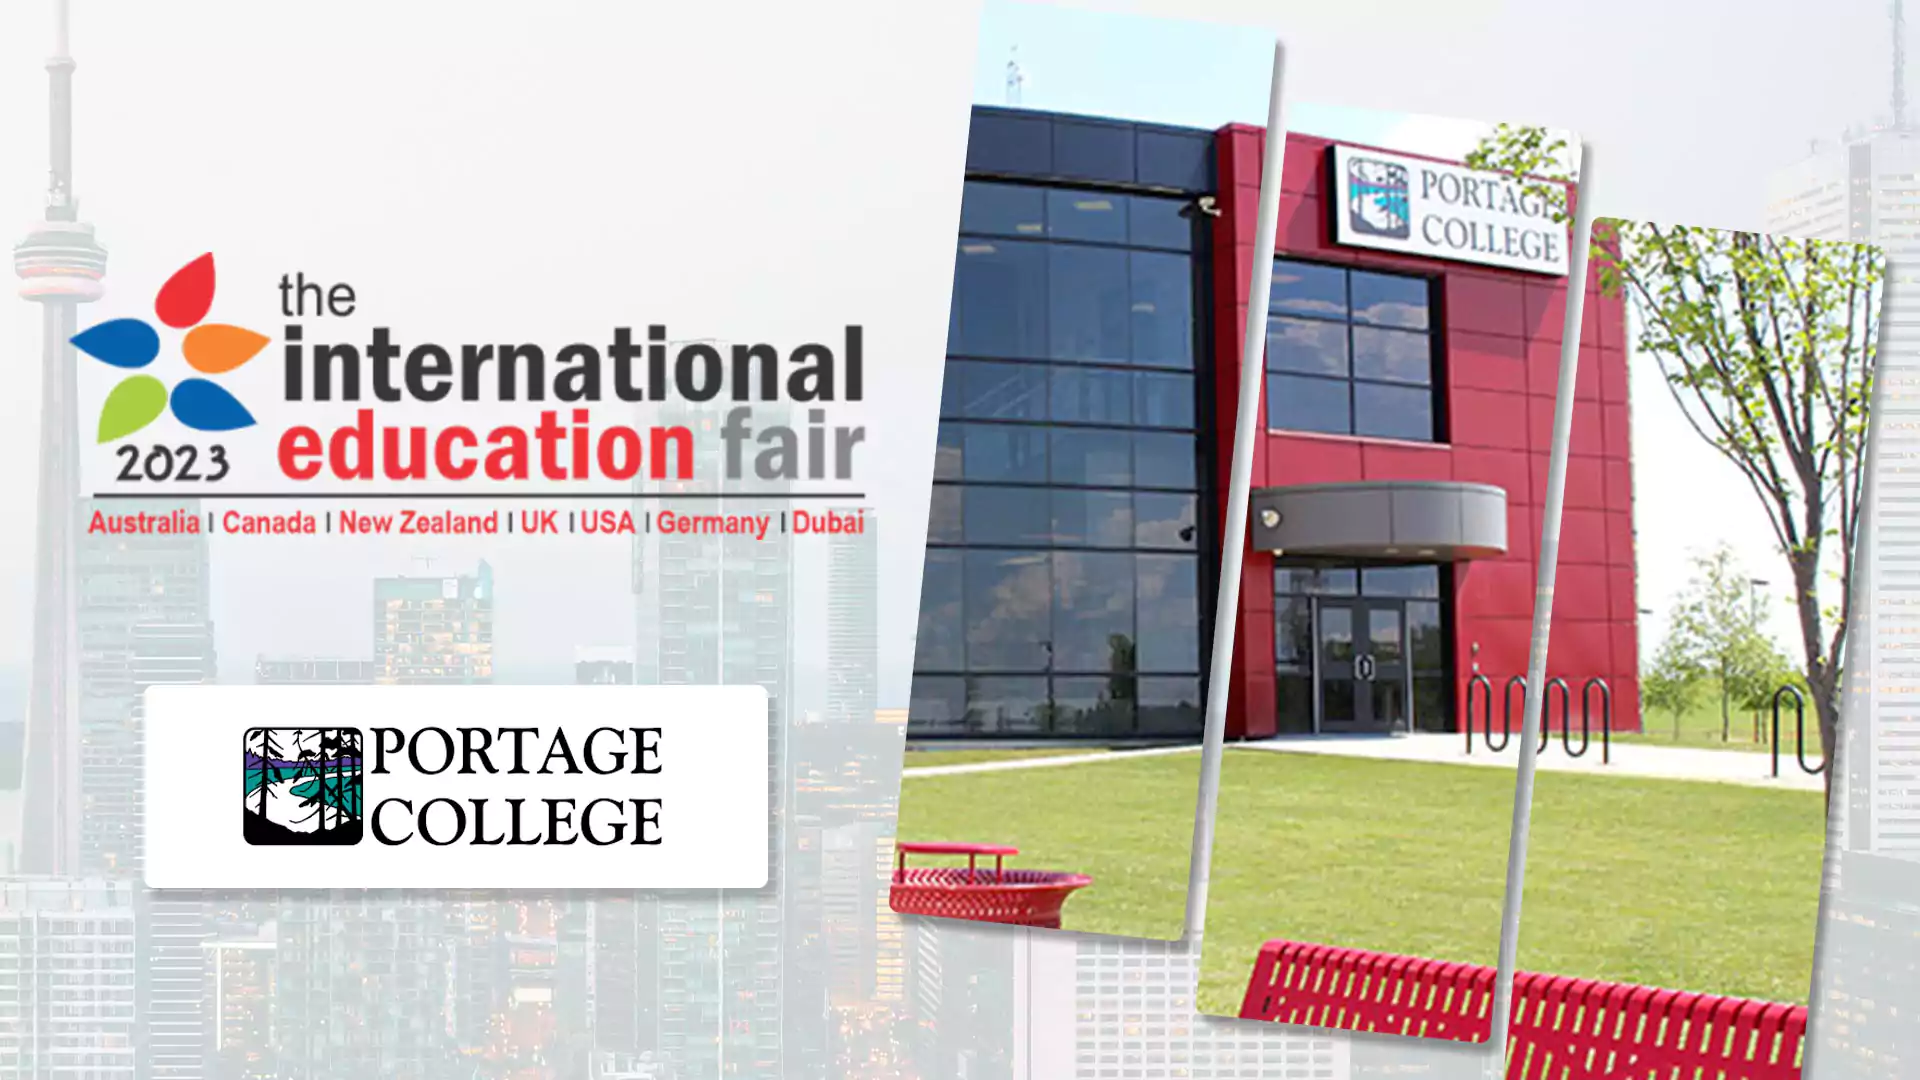 the
international
education fair
2023
Australia | Canada | New Zealand | UK | USA | Germany | Dubai
PORTAGE
COLLEGE
PORTAGE
COLLEGE